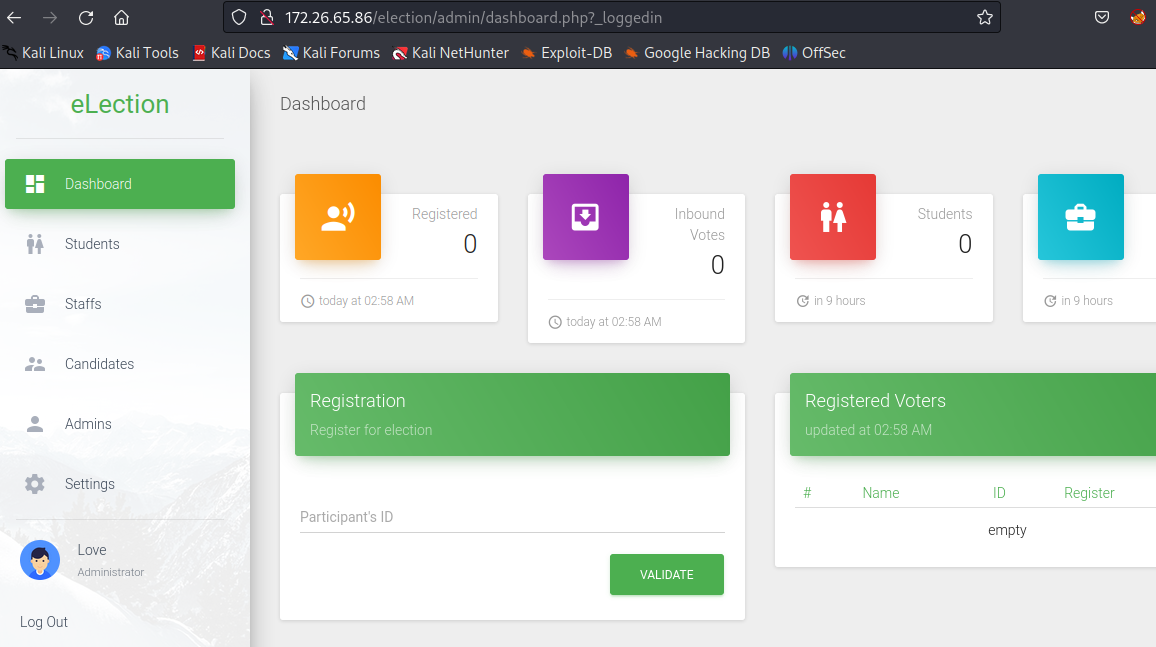 172.26.65.86/election/admin/dashboard.php?_loggedin
Kali Linux Kali Tools Kali Docs Kali Forums Kali NetHunter Exploit-DB Google Hacking DB OffSec
eLection
Dashboard
Students
Staffs
Candidates
Admins
Settings
Love
Administrator
Log Out
Dashboard
Registered
0
today at 02:58 AM
Inbound
Votes
0
today at 02:58 AM
Students
0
in 9 hours
in 9 hours
Registration
Register for election
Participant's ID
VALIDATE
Registered Voters
updated at 02:58 AM
# Name ID Register
empty